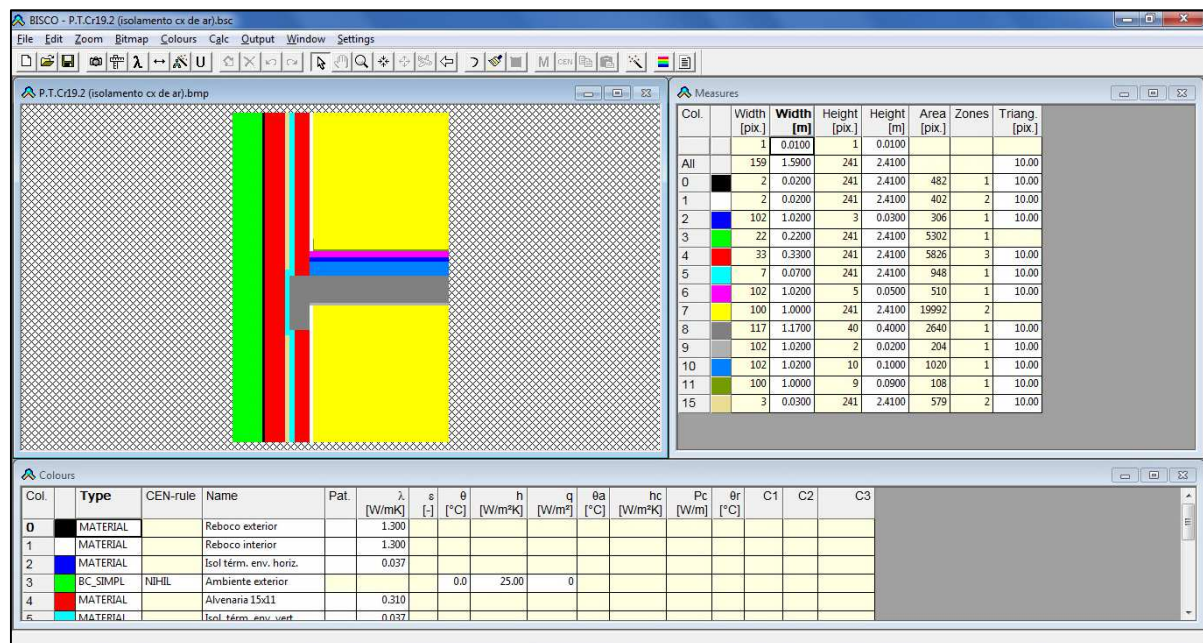 BISCO - P.T.Cr19.2 (isolamento cx de ar).bsc
File Edit Zoom Bitmap Colours Calc Output Window Settings
λ U M CEN
P.T.Cr19.2 (isolamento cx de ar).bmp
Measures
Col. Width [pix.] Width [m] Height [pix.] Height [m] Area [pix.] Zones Triang. [pix.]
1 0.0100 1 0.0100
All 159 1.5900 241 2.4100 10.00
0 2 0.0200 241 2.4100 482 1 10.00
1 2 0.0200 241 2.4100 402 2 10.00
2 102 1.0200 3 0.0300 306 1 10.00
3 22 0.2200 241 2.4100 5302 1
4 33 0.3300 241 2.4100 5826 3 10.00
5 7 0.0700 241 2.4100 948 1 10.00
6 102 1.0200 5 0.0500 510 1 10.00
7 100 1.0000 241 2.4100 19992 2
8 117 1.1700 40 0.4000 2640 1 10.00
9 102 1.0200 2 0.0200 204 1 10.00
10 102 1.0200 10 0.1000 1020 1 10.00
11 100 1.0000 9 0.0900 108 1 10.00
15 3 0.0300 241 2.4100 579 2 10.00
Colours
Col. Type CEN-rule Name Pat. λ [W/mK] ε [-] θ [°C] h [W/m²K] q [W/m²] θa [°C] hc [W/m²K] Pc [W/m] θr [°C] C1 C2 C3
0 MATERIAL Reboco exterior 1.300
1 MATERIAL Reboco interior 1.300
2 MATERIAL Isol térm. env. horiz. 0.037
3 BC_SIMPL NIHIL Ambiente exterior 0.0 25.00 0
4 MATERIAL Alvenaria 15x11 0.310
5 MATERIAL Isol. térm. env. vert. 0.037